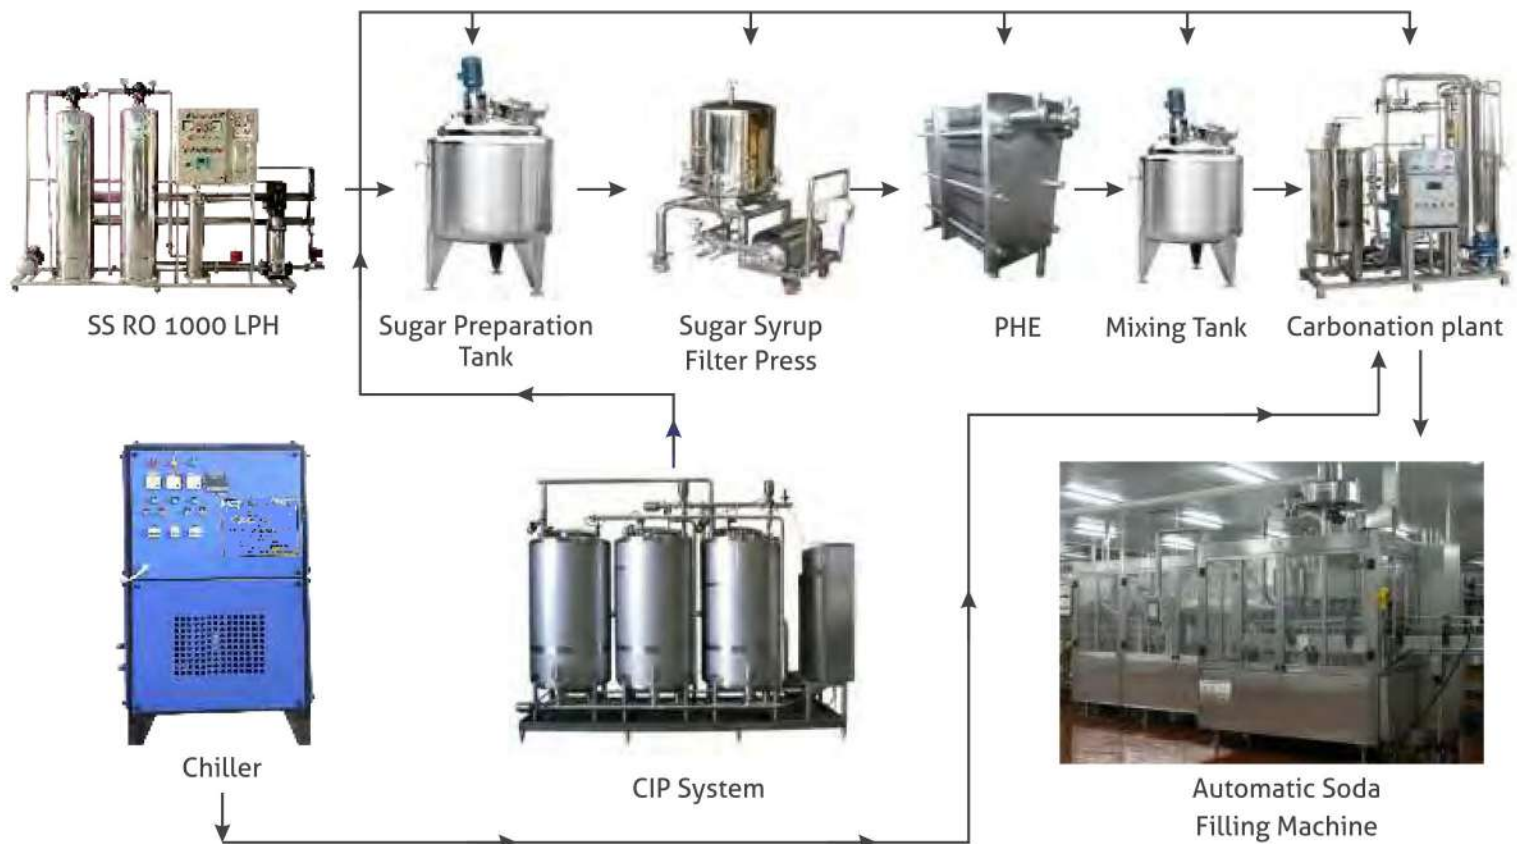 SS RO 1000 LPH
Sugar Preparation
Tank
Sugar Syrup
Filter Press
PHE
Mixing Tank
Carbonation plant
Chiller
CIP System
Automatic Soda
Filling Machine